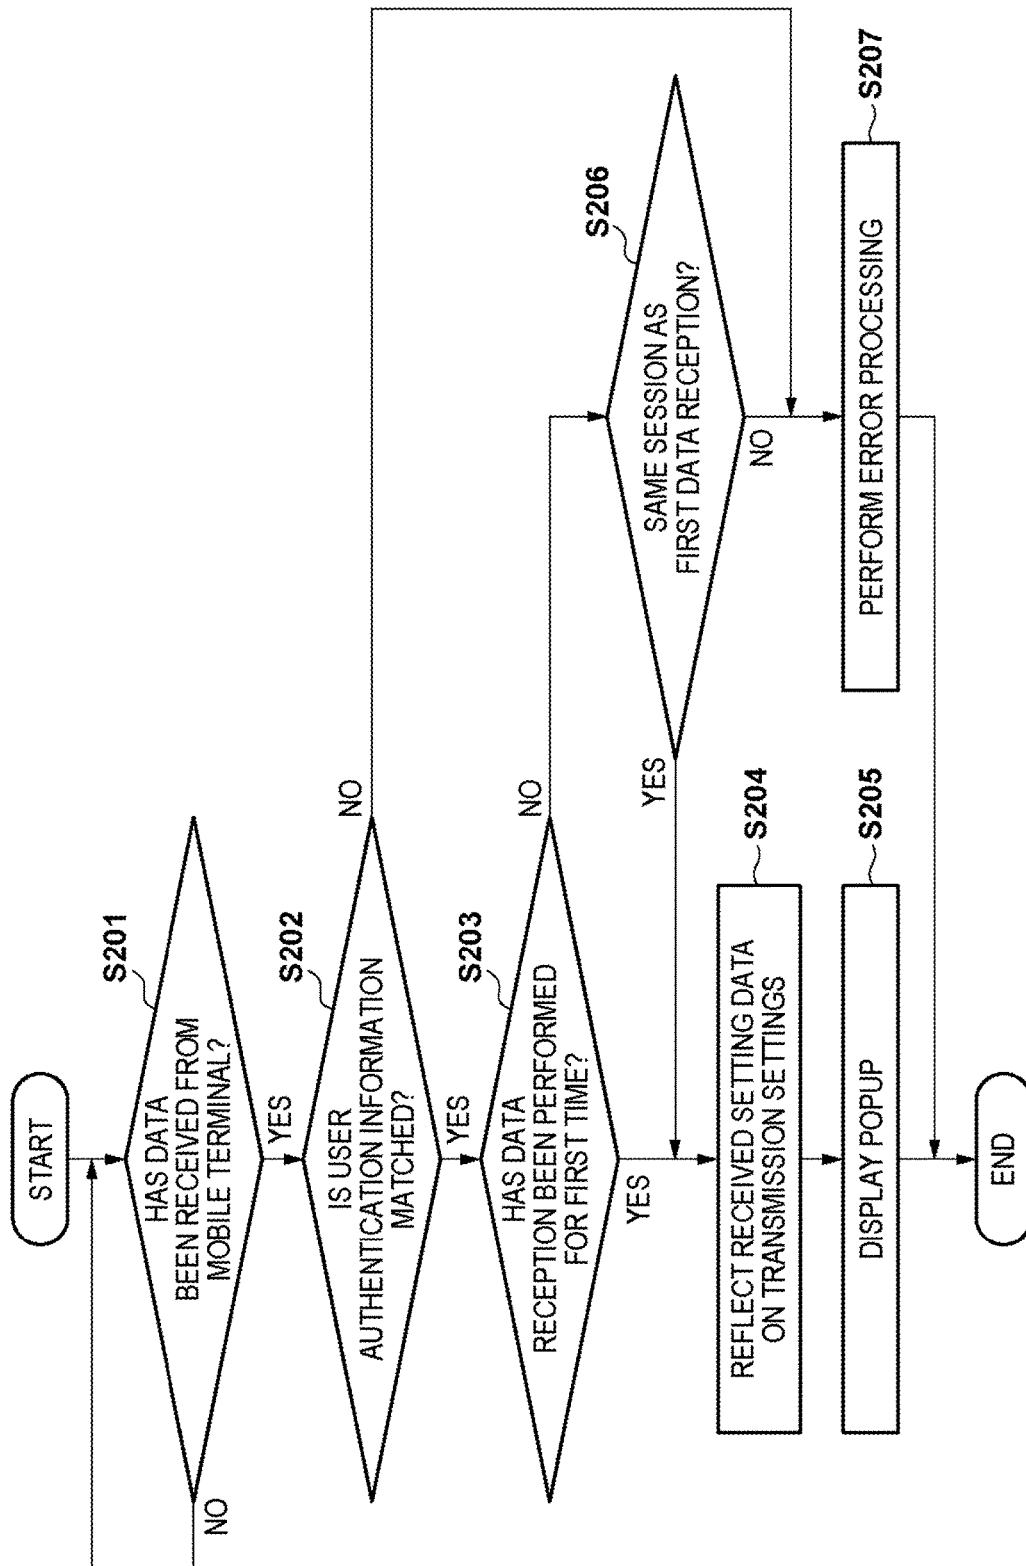 START
S201
HAS DATA
BEEN RECEIVED FROM
MOBILE TERMINAL?
NO
YES
S202
IS USER
AUTHENTICATION INFORMATION
MATCHED?
NO
YES
S203
HAS DATA
RECEPTION BEEN PERFORMED
FOR FIRST TIME?
NO
YES
S206
SAME SESSION AS
FIRST DATA RECEPTION?
YES
NO
S204
REFLECT RECEIVED SETTING DATA
ON TRANSMISSION SETTINGS
S205
DISPLAY POPUP
S207
PERFORM ERROR PROCESSING
END